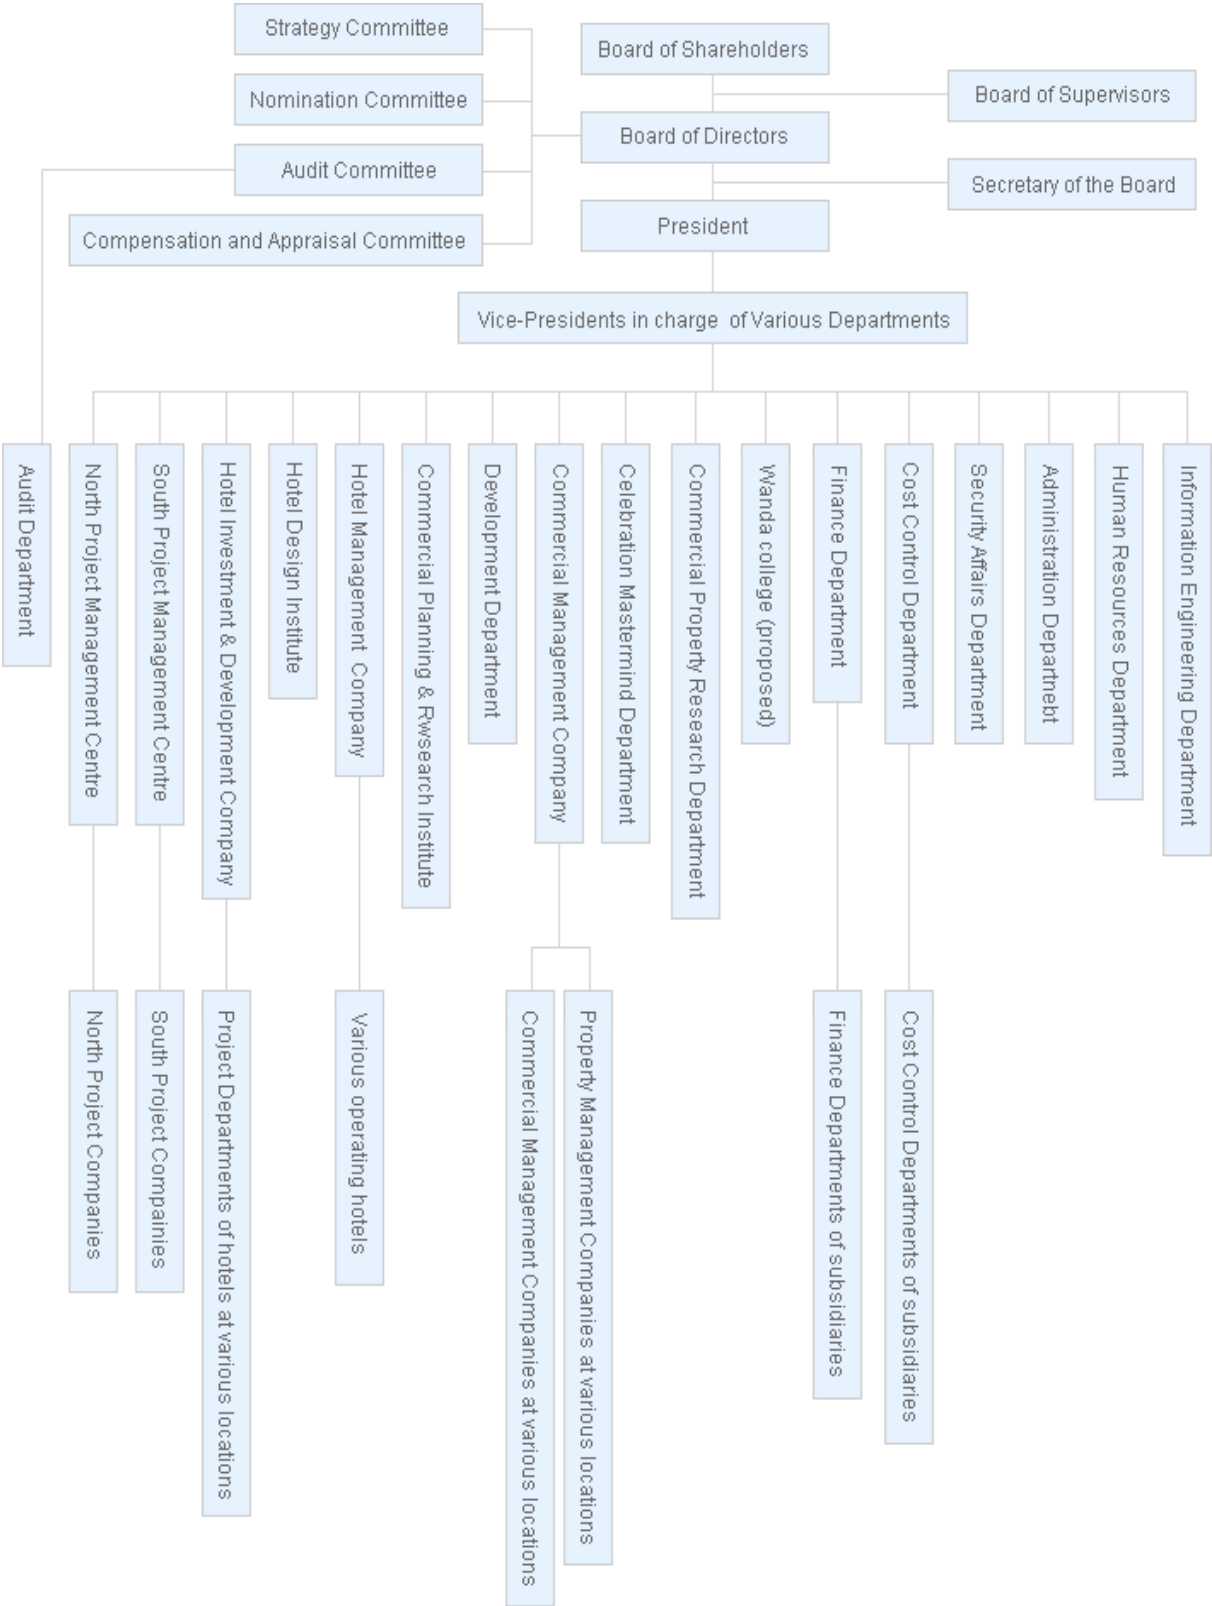 Strategy Committee
Board of Shareholders
Nomination Committee
Board of Supervisors
Board of Directors
Audit Committee
Secretary of the Board
President
Compensation and Appraisal Committee
Vice-Presidents in charge of Various Departments
Audit Department
North Project Management Centre
South Project Management Centre
Hotel Investment & Development Company
Hotel Design Institute
Hotel Management Company
Commercial Planning & Rwsearch Institute
Development Department
Commercial Management Company
Celebration Mastermind Department
Commercial Property Research Department
Wanda college (proposed)
Finance Department
Cost Control Department
Security Affairs Department
Administration Departnebt
Human Resources Department
Information Engineering Department
North Project Companies
South Project Compainies
Project Departments of hotels at various locations
Various operating hotels
Commercial Management Companies at various locations
Property Management Companies at various locations
Finance Departments of subsidiaries
Cost Control Departments of subsidiaries